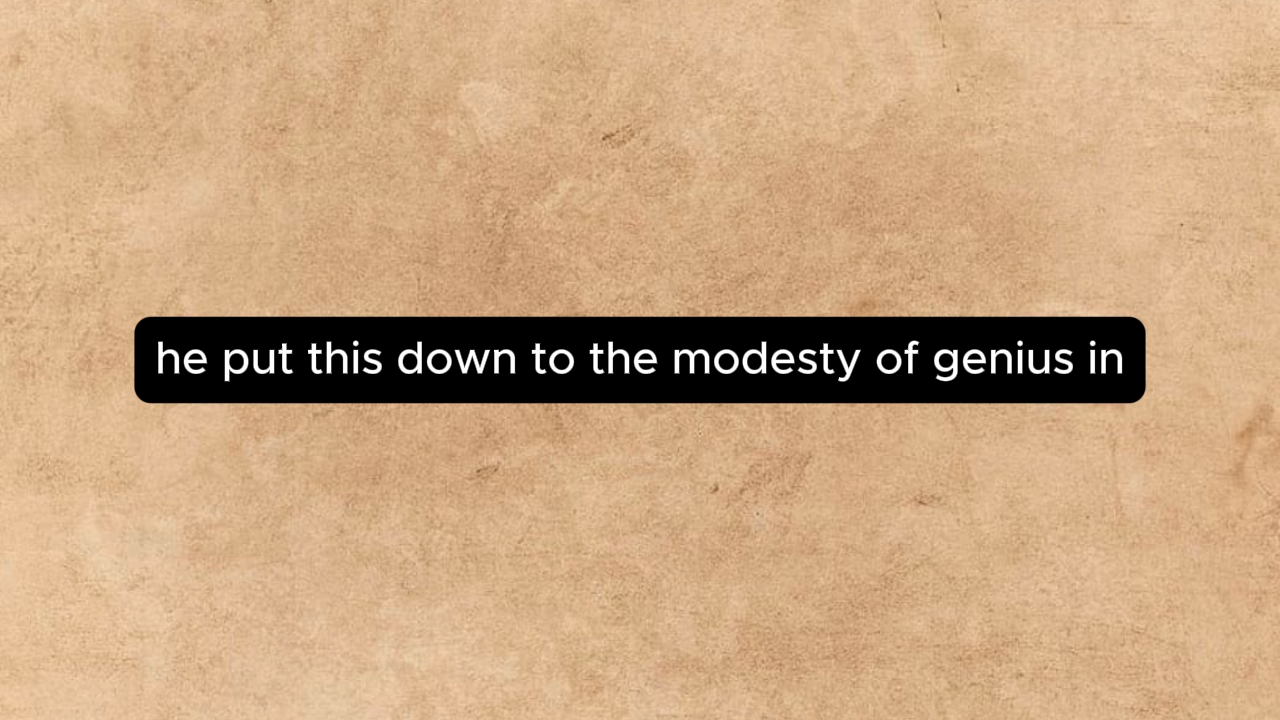 he put this down to the modesty of genius in